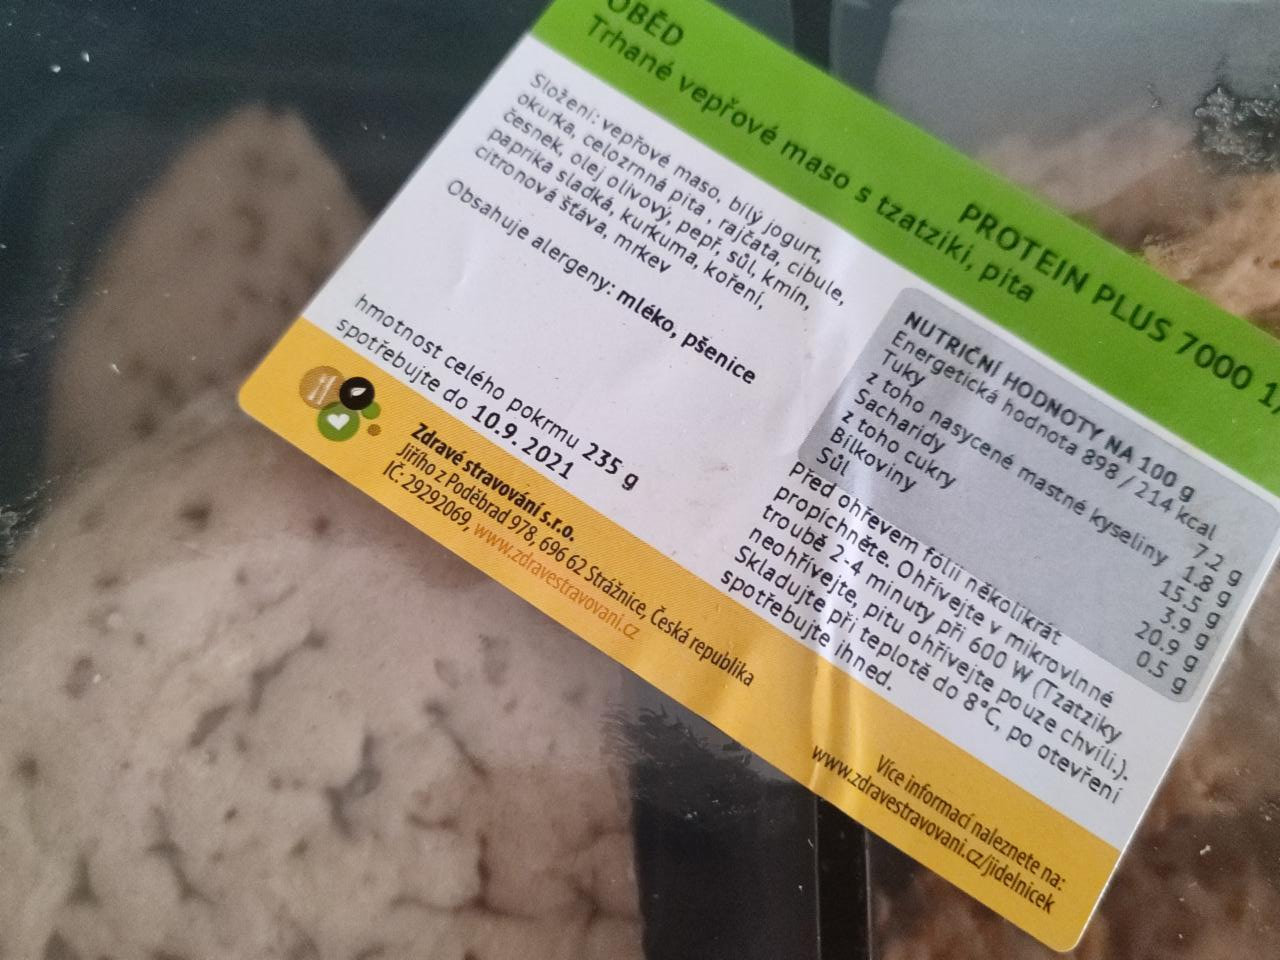 OBĚD
PROTEIN PLUS 7000
Trhané vepřové maso s tzatziki, pita
Složení: vepřové maso, bílý jogurt,
okurka, celozrnná pita , rajčata, cibule,
česnek, olej olivový, pepř, sůl, kmín,
paprika sladká, kurkuma, koření,
citronová šťáva, mrkev
Obsahuje alergeny: mléko, pšenice
hmotnost celého pokrmu 235 g
spotřebujte do 10.9. 2021
NUTRIČNÍ HODNOTY NA 100 g
Energetická hodnota 898 / 214 kcal
Tuky 7.2 g
z toho nasycené mastné kyseliny 1.8 g
Sacharidy 15.5 g
z toho cukry 3.9 g
Bílkoviny 20.9 g
Sůl 0.5 g
Před ohřevem fólii několikrát
propíchněte. Ohřívejte v mikrovlnné
troubě 2-4 minuty při 600 W (Tzatziky
neohřívejte, pitu ohřívejte pouze chvíli.).
Skladujte při teplotě do 8°C, po otevření
spotřebujte ihned.
Zdravé stravování s.r.o.
Jiřího z Poděbrad 978, 696 62 Strážnice, Česká republika
IČ: 29292069, www.zdravestravovani.cz
Více informací naleznete na:
www.zdravestravovani.cz/jidelnicek